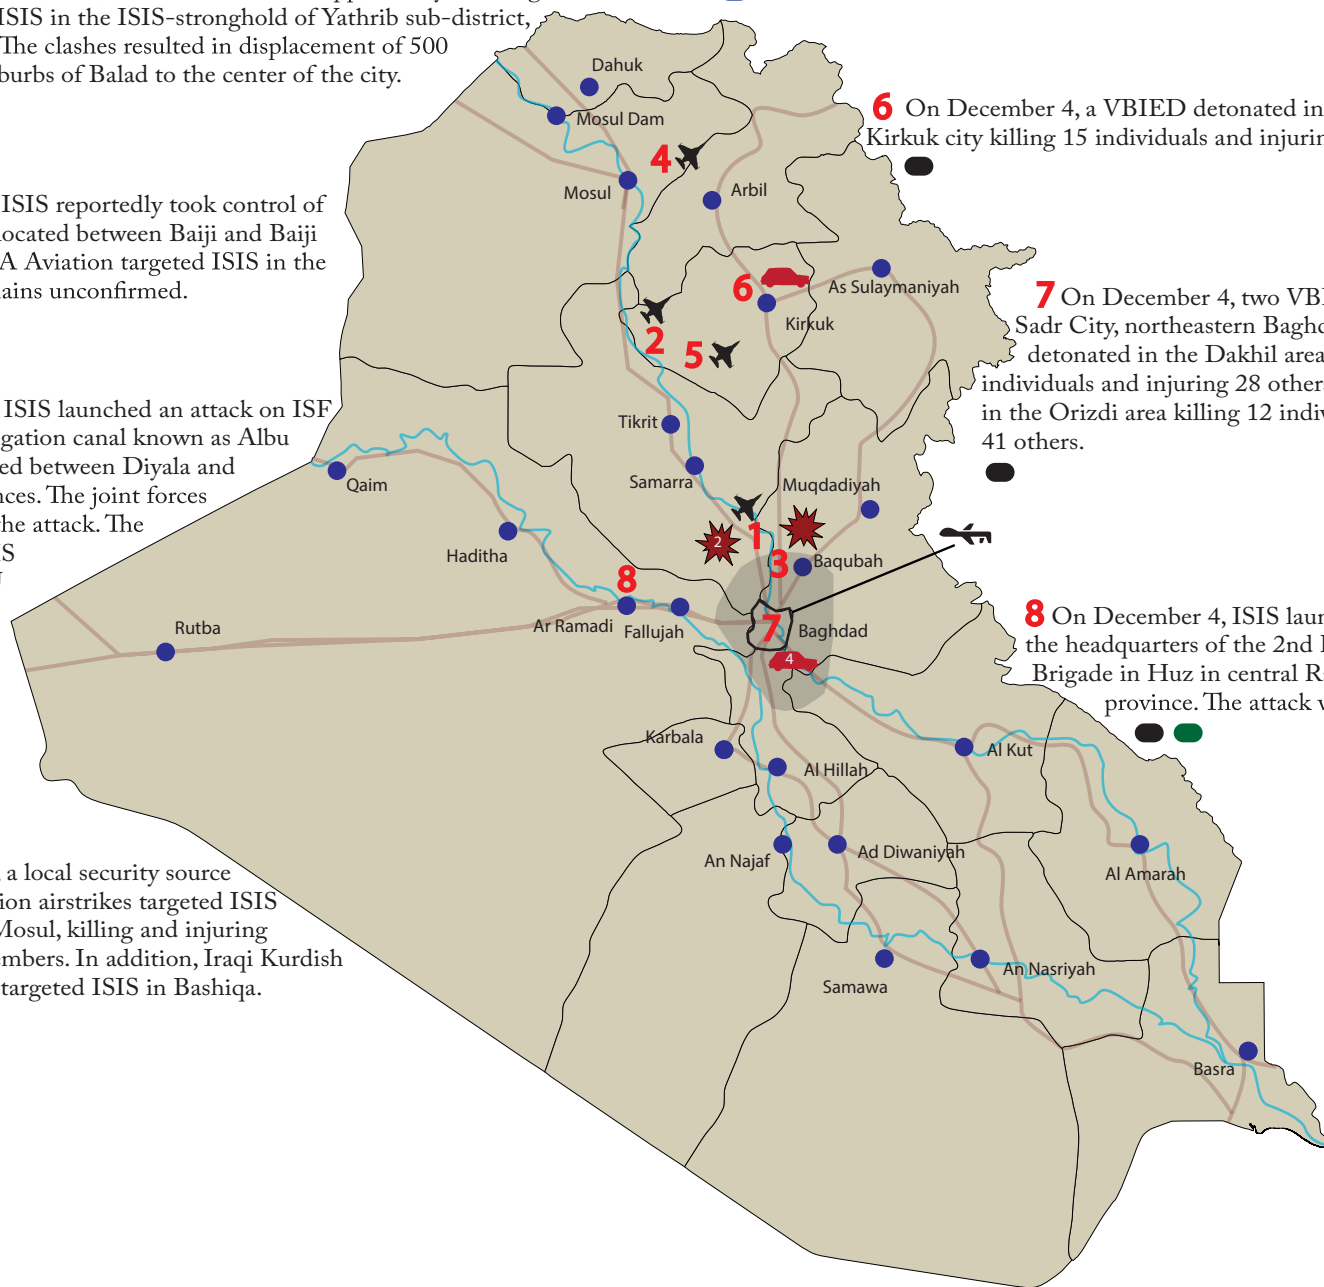 ISIS in the ISIS-stronghold of Yathrib sub-district,
The clashes resulted in displacement of 500
burbs of Balad to the center of the city.
ISIS reportedly took control of
located between Baiji and Baiji
A Aviation targeted ISIS in the
ains unconfirmed.
ISIS launched an attack on ISF
gation canal known as Albu
ed between Diyala and
nces. The joint forces
he attack. The
IS
, a local security source
ion airstrikes targeted ISIS
Mosul, killing and injuring
embers. In addition, Iraqi Kurdish
targeted ISIS in Bashiqa.
6 On December 4, a VBIED detonated in
Kirkuk city killing 15 individuals and injurin
7 On December 4, two VBI
Sadr City, northeastern Baghd
detonated in the Dakhil area
individuals and injuring 28 others
in the Orizdi area killing 12 indiv
41 others.
8 On December 4, ISIS laun
the headquarters of the 2nd
Brigade in Huz in central R
province. The attack
Dahuk
Mosul Dam
4
Mosul
Arbil
6
As Sulaymaniyah
Kirkuk
2
5
Tikrit
Samarra
Muqdadiyah
Qaim
Haditha
1
2
3
Baqubah
8
Ar Ramadi
Fallujah
7
Baghdad
4
Rutba
Karbala
Al Hillah
Al Kut
An Najaf
Ad Diwaniyah
Al Amarah
Samawa
An Nasriyah
Basra